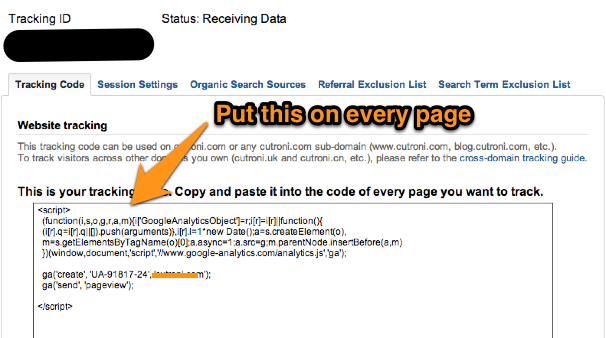 Tracking ID Status: Receiving Data
Tracking Code Session Settings Organic Search Sources Referral Exclusion List Search Term Exclusion List
Put this on every page
Website tracking
This tracking code can be used on cutroni.com or any cutroni.com sub-domain (www.cutroni.com, blog.cutroni.com, etc.).
To track visitors across other you own (cutroni.uk and cutroni.cn, etc.), please refer to the cross-domain tracking guide.
This is your tracking Copy and paste it into the code of every page you want to track.
<script>
(function(i,s,o,g,r,a,m){i['GoogleAnalyticsObject']=r;i[r]=i[r]||function(){
(i[r].q=i[r].q||[]).push(arguments)},i[r].l=1*new Date();a=s.createElement(o),
m=s.getElementsByTagName(o)[0];a.async=1;a.src=g;m.parentNode.insertBefore(a,m)
})(window,document,'script','//www.google-analytics.com/analytics.js','ga');
ga('create', 'UA-91817-24', 'cutroni.com');
ga('send', 'pageview');
</script>